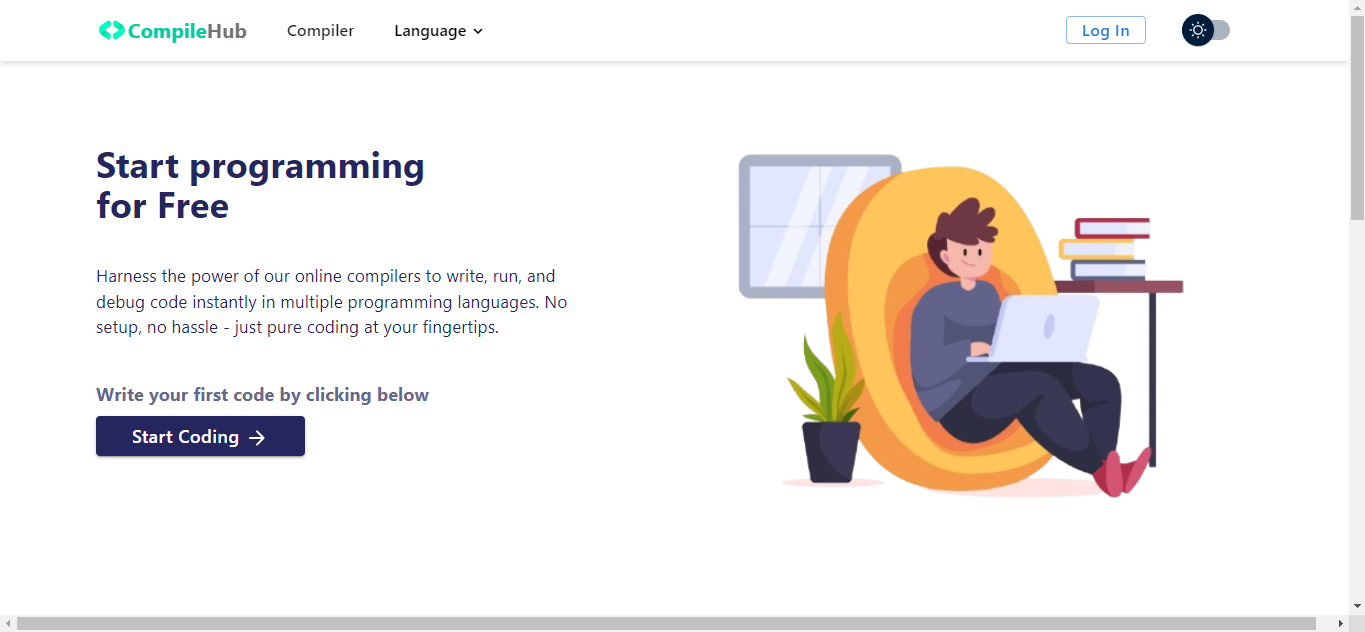 CompileHub Compiler Language Log In
Start programming
for Free
Harness the power of our online compilers to write, run, and
debug code instantly in multiple programming languages. No
setup, no hassle - just pure coding at your fingertips.
Write your first code by clicking below
Start Coding →